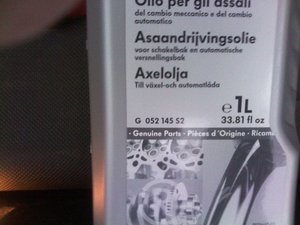 Olio per gli assali
del cambio meccanico e del cambio
automatico
Asaandrijvingsolie
voor schakelbak en automatische
versnellingsbak
Axelolja
Till växel-och automatlåda
e 1L
G 052 145 S2
33.81 fl oz
· Genuine Parts · Pièces d'Origine · Ricam